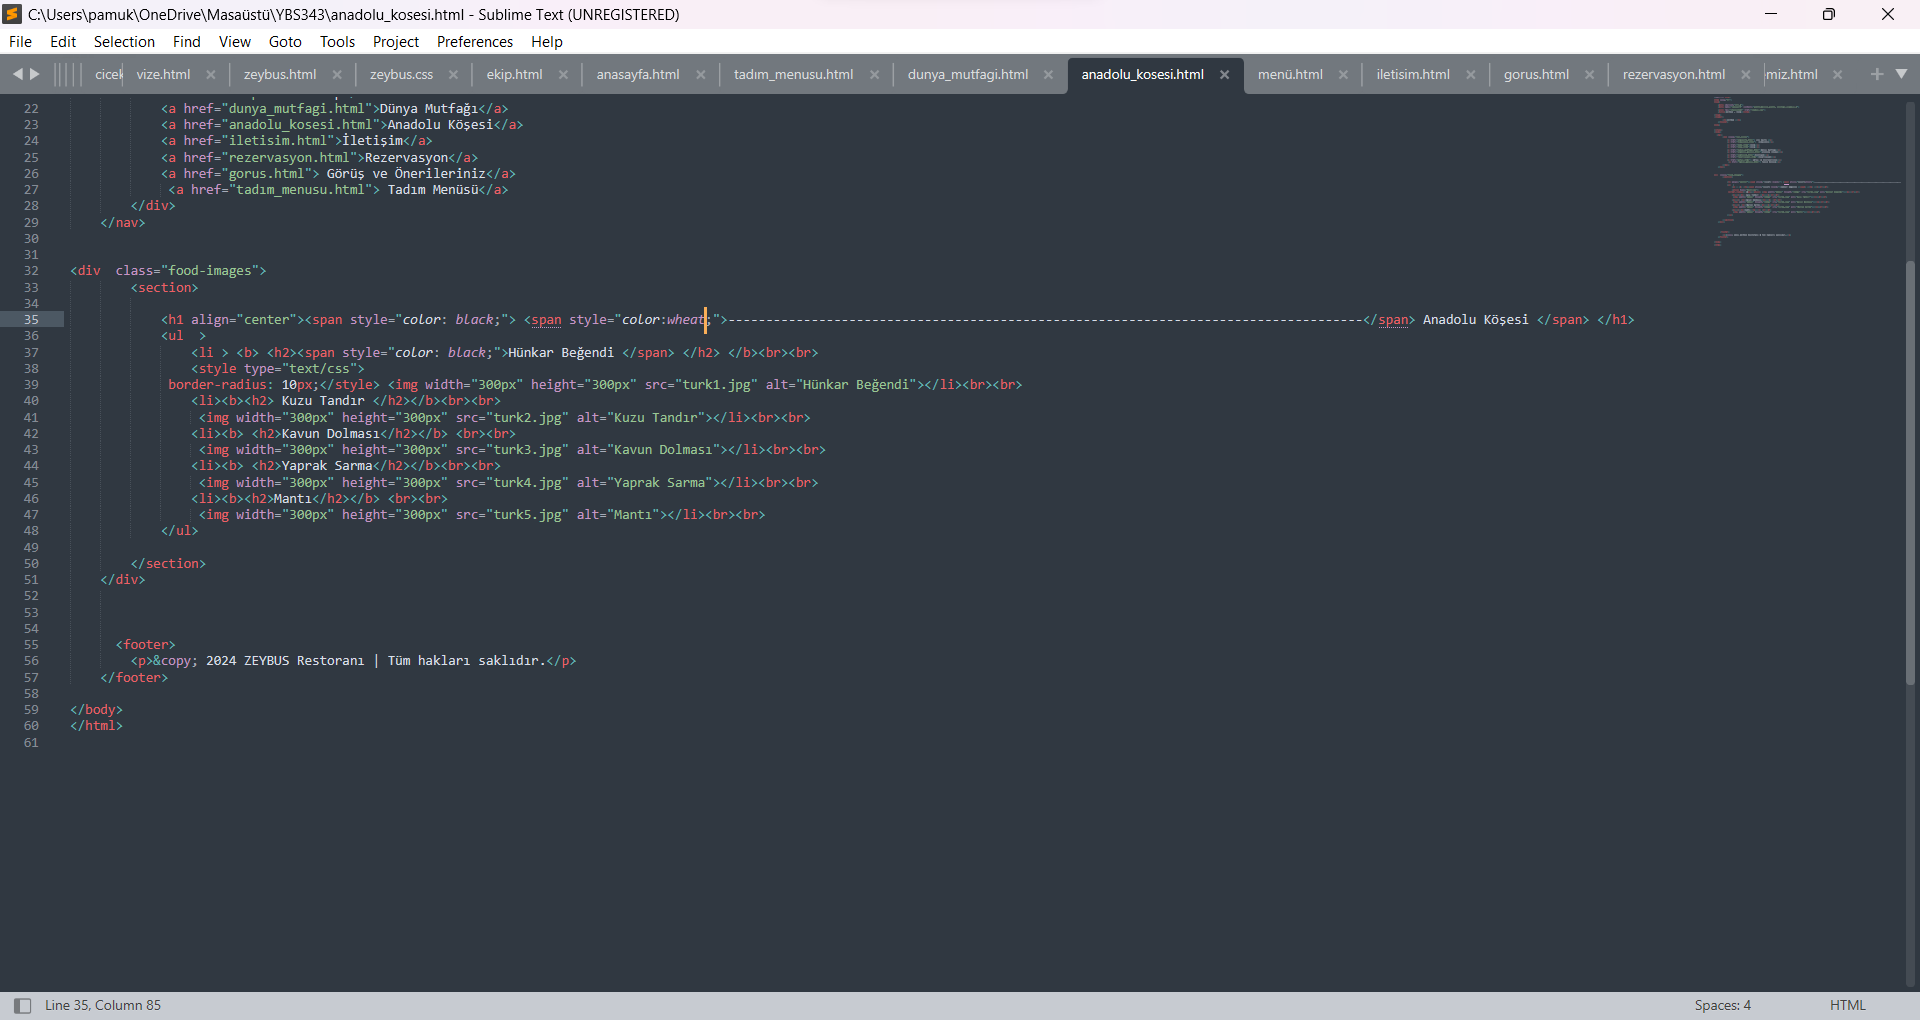 C:\Users\pamuk\OneDrive\Masaüstü\YBS343\anadolu_kosesi.html - Sublime Text (UNREGISTERED)
File Edit Selection Find View Goto Tools Project Preferences Help
cicek vize.html zeybus.html zeybus.css ekip.html anasayfa.html tadım_menusu.html dunya_mutfagi.html anadolu_kosesi.html menü.html iletisim.html gorus.html rezervasyon.html miz.html
22 <a href="dunya_mutfagi.html">Dünya Mutfağı</a>
23 <a href="anadolu_kosesi.html">Anadolu Köşesi</a>
24 <a href="iletisim.html">İletişim</a>
25 <a href="rezervasyon.html">Rezervasyon</a>
26 <a href="gorus.html"> Görüş ve Önerileriniz</a>
27 <a href="tadım_menusu.html"> Tadım Menüsü</a>
28 </div>
29 </nav>
30
31
32 <div  class="food-images">
33 <section>
34
35 <h1 align="center"><span style="color: black;"> <span style="color:wheat;">------------------------------------------------------------------------------------</span> Anadolu Köşesi </span> </h1>
36 <ul  >
37 <li > <b> <h2><span style="color: black;">Hünkar Beğendi </span> </h2> </b><br><br>
38 <style type="text/css">
39 border-radius: 10px;</style> <img width="300px" height="300px" src="turk1.jpg" alt="Hünkar Beğendi"></li><br><br>
40 <li><b><h2> Kuzu Tandır </h2></b><br><br>
41 <img width="300px" height="300px" src="turk2.jpg" alt="Kuzu Tandır"></li><br><br>
42 <li><b> <h2>Kavun Dolması</h2></b> <br><br>
43 <img width="300px" height="300px" src="turk3.jpg" alt="Kavun Dolması"></li><br><br>
44 <li><b> <h2>Yaprak Sarma</h2></b><br><br>
45 <img width="300px" height="300px" src="turk4.jpg" alt="Yaprak Sarma"></li><br><br>
46 <li><b><h2>Mantı</h2></b> <br><br>
47 <img width="300px" height="300px" src="turk5.jpg" alt="Mantı"></li><br><br>
48 </ul>
49
50 </section>
51 </div>
52
53
54
55 <footer>
56 <p>&copy; 2024 ZEYBUS Restoranı | Tüm hakları saklıdır.</p>
57 </footer>
58
59 </body>
60 </html>
61
Line 35, Column 85 Spaces: 4 HTML